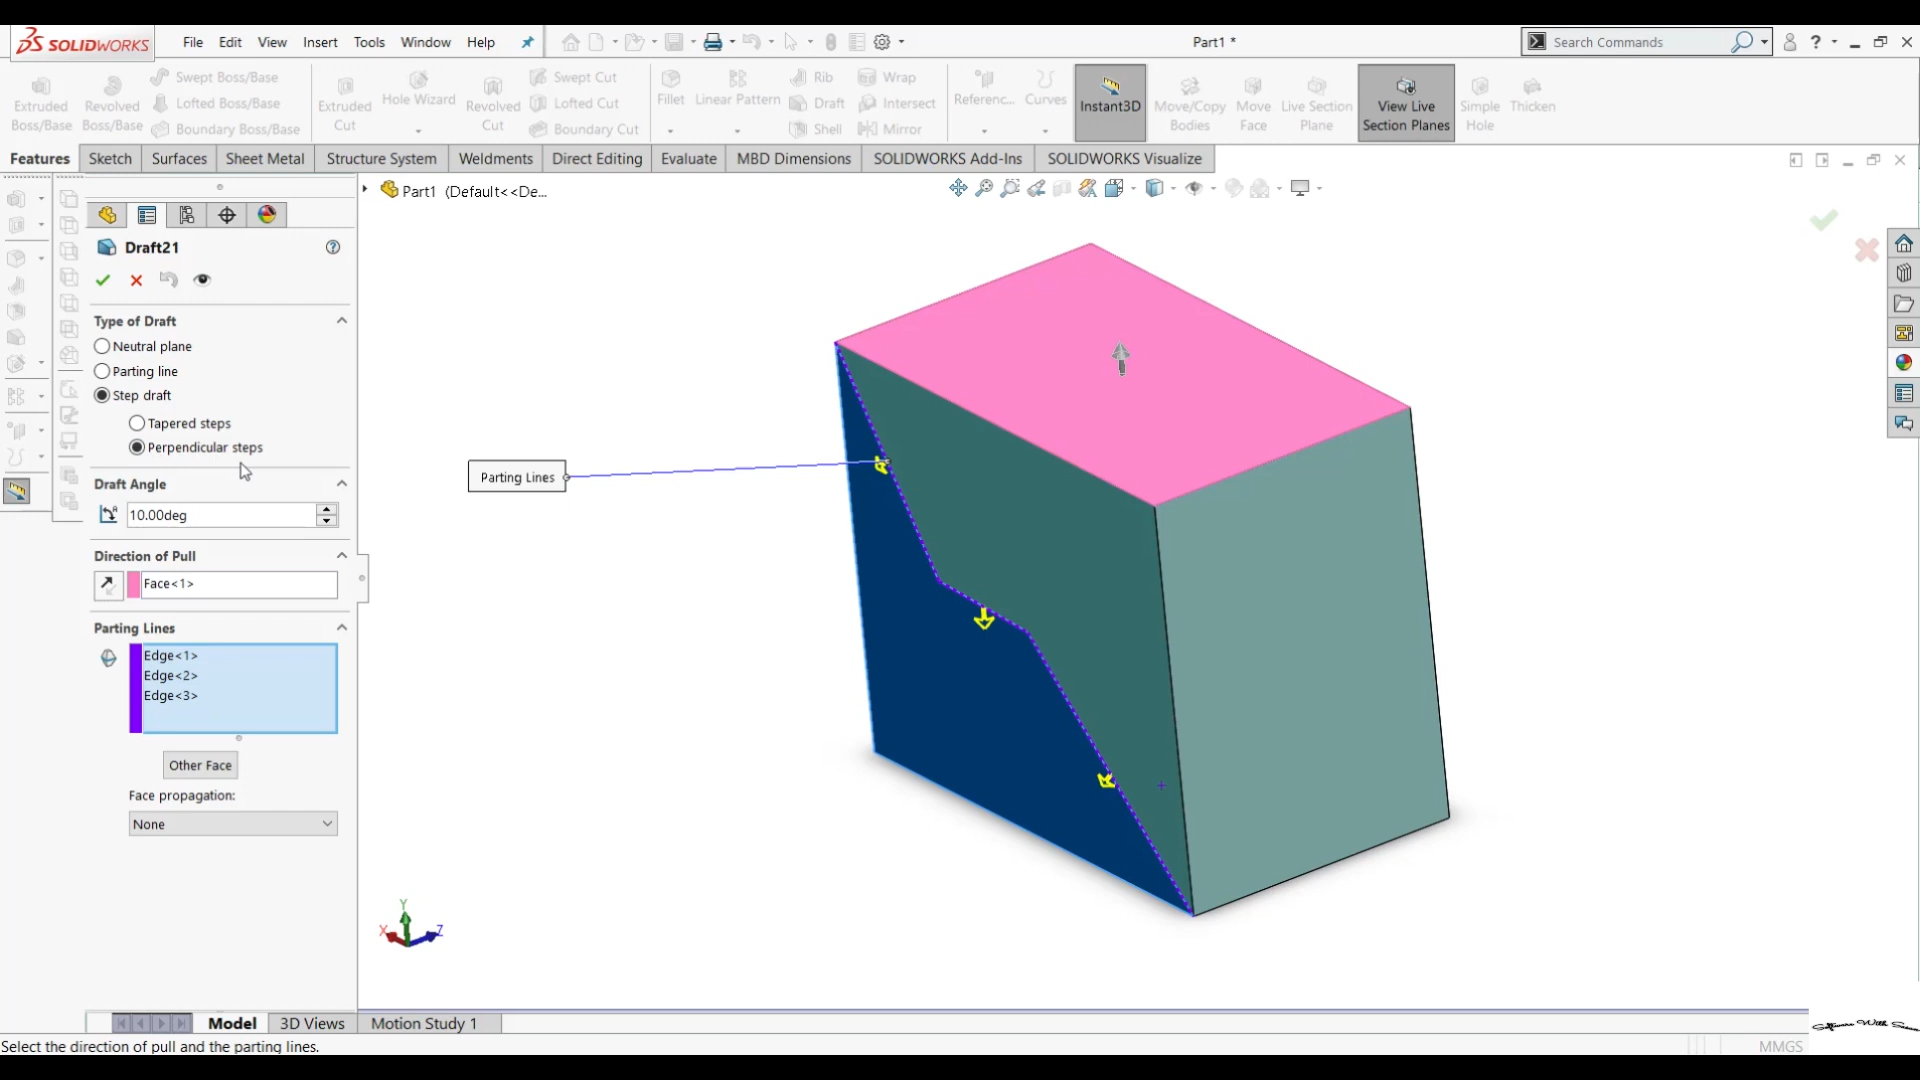 SOLIDWORKS
File Edit View Insert Tools Window Help
Part1 *
Search Commands
Extruded Boss/Base
Revolved Boss/Base
Swept Boss/Base
Lofted Boss/Base
Boundary Boss/Base
Extruded Cut
Hole Wizard
Revolved Cut
Swept Cut
Lofted Cut
Boundary Cut
Fillet
Linear Pattern
Rib
Draft
Shell
Wrap
Intersect
Mirror
Referenc...
Curves
Instant3D
Move/Copy Bodies
Move Face
Live Section Plane
View Live Section Planes
Simple Hole
Thicken
Features Sketch Surfaces Sheet Metal Structure System Weldments Direct Editing Evaluate MBD Dimensions SOLIDWORKS Add-Ins SOLIDWORKS Visualize
Part1 (Default<<De...
Draft21
Type of Draft
Neutral plane
Parting line
Step draft
Tapered steps
Perpendicular steps
Draft Angle
10.00deg
Direction of Pull
Face<1>
Parting Lines
Edge<1>
Edge<2>
Edge<3>
Other Face
Face propagation:
None
Parting Lines
Y
X
Z
Model 3D Views Motion Study 1
Select the direction of pull and the parting lines.
MMGS